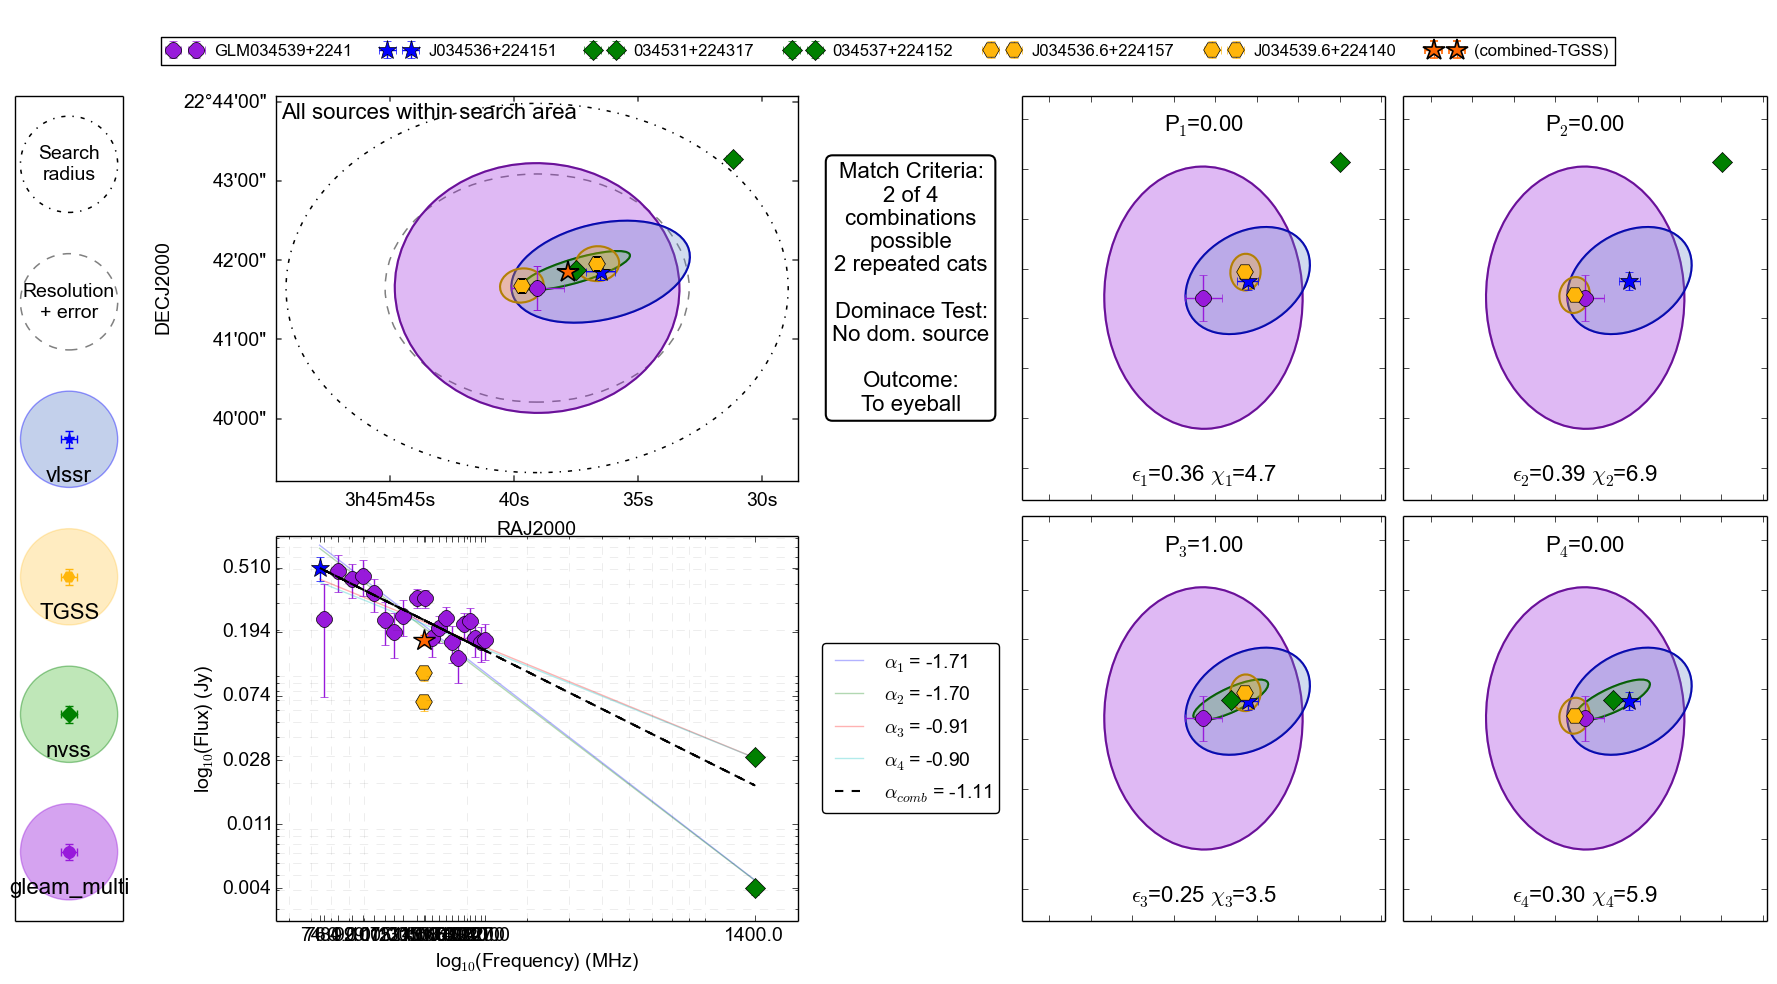 GLM034539+2241 J034536+224151 034531+224317 034537+224152 J034536.6+224157 J034539.6+224140 (combined-TGSS)
Search
radius
Resolution
+ error
vlssr
TGSS
nvss
gleam_multi
All sources within search area
22°44'00"
43'00"
42'00"
41'00"
40'00"
DECJ2000
3h45m45s 40s 35s 30s
RAJ2000
Match Criteria:
2 of 4
combinations
possible
2 repeated cats
Dominace Test:
No dom. source
Outcome:
To eyeball
P1=0.00
ϵ1=0.36 χ1=4.7
P2=0.00
ϵ2=0.39 χ2=6.9
P3=1.00
ϵ3=0.25 χ3=3.5
P4=0.00
ϵ4=0.30 χ4=5.9
0.510
0.194
0.074
0.028
0.011
0.004
log10(Flux) (Jy)
1400.0
log10(Frequency) (MHz)
α1 = -1.71
α2 = -1.70
α3 = -0.91
α4 = -0.90
αcomb = -1.11